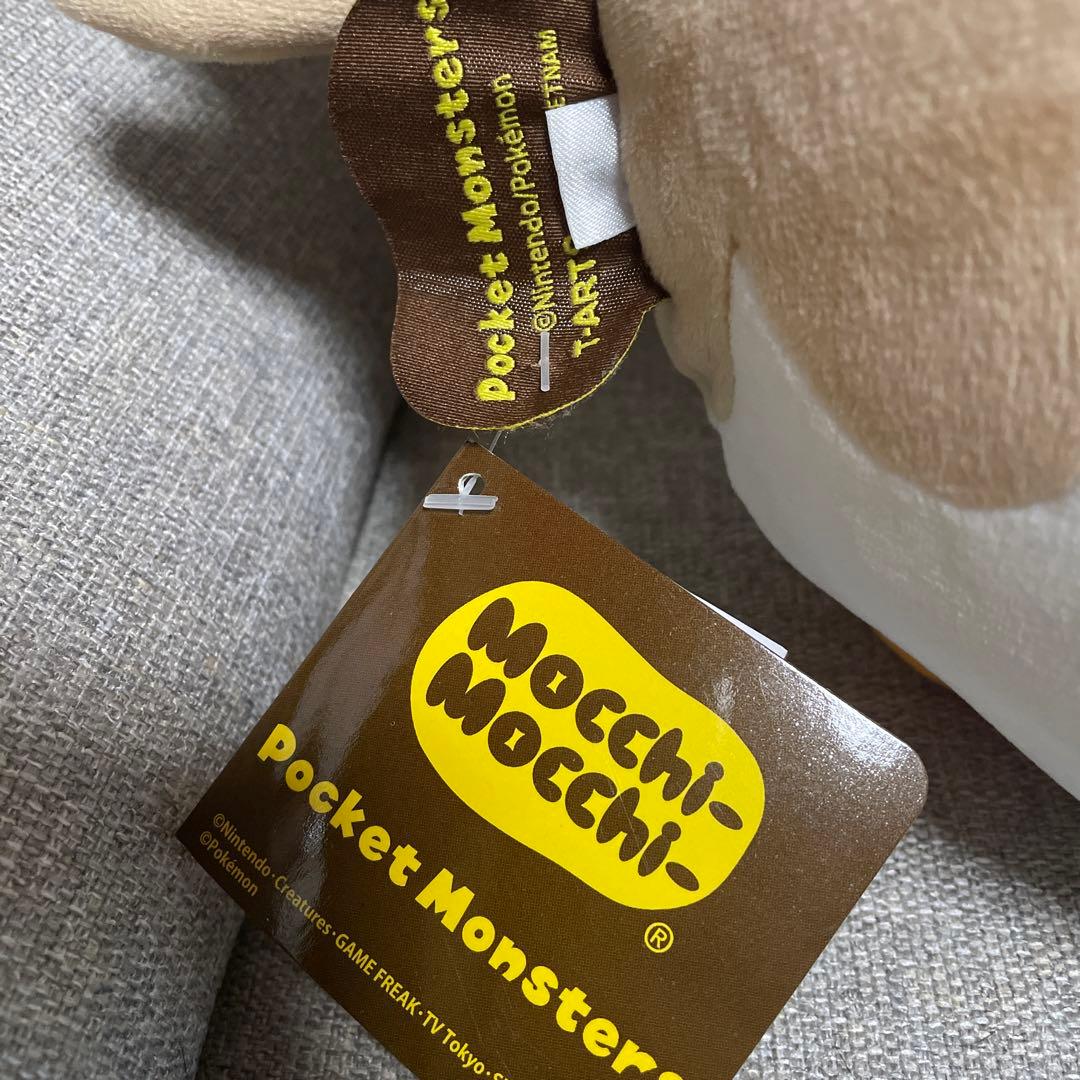 Pocket Monsters
©Nintendo/Pokémon
T-ART
Mocchi-
Mocchi-
®
Pocket Monsters
©Nintendo・Creatures・GAME FREAK・TV Tokyo・
©Pokémon